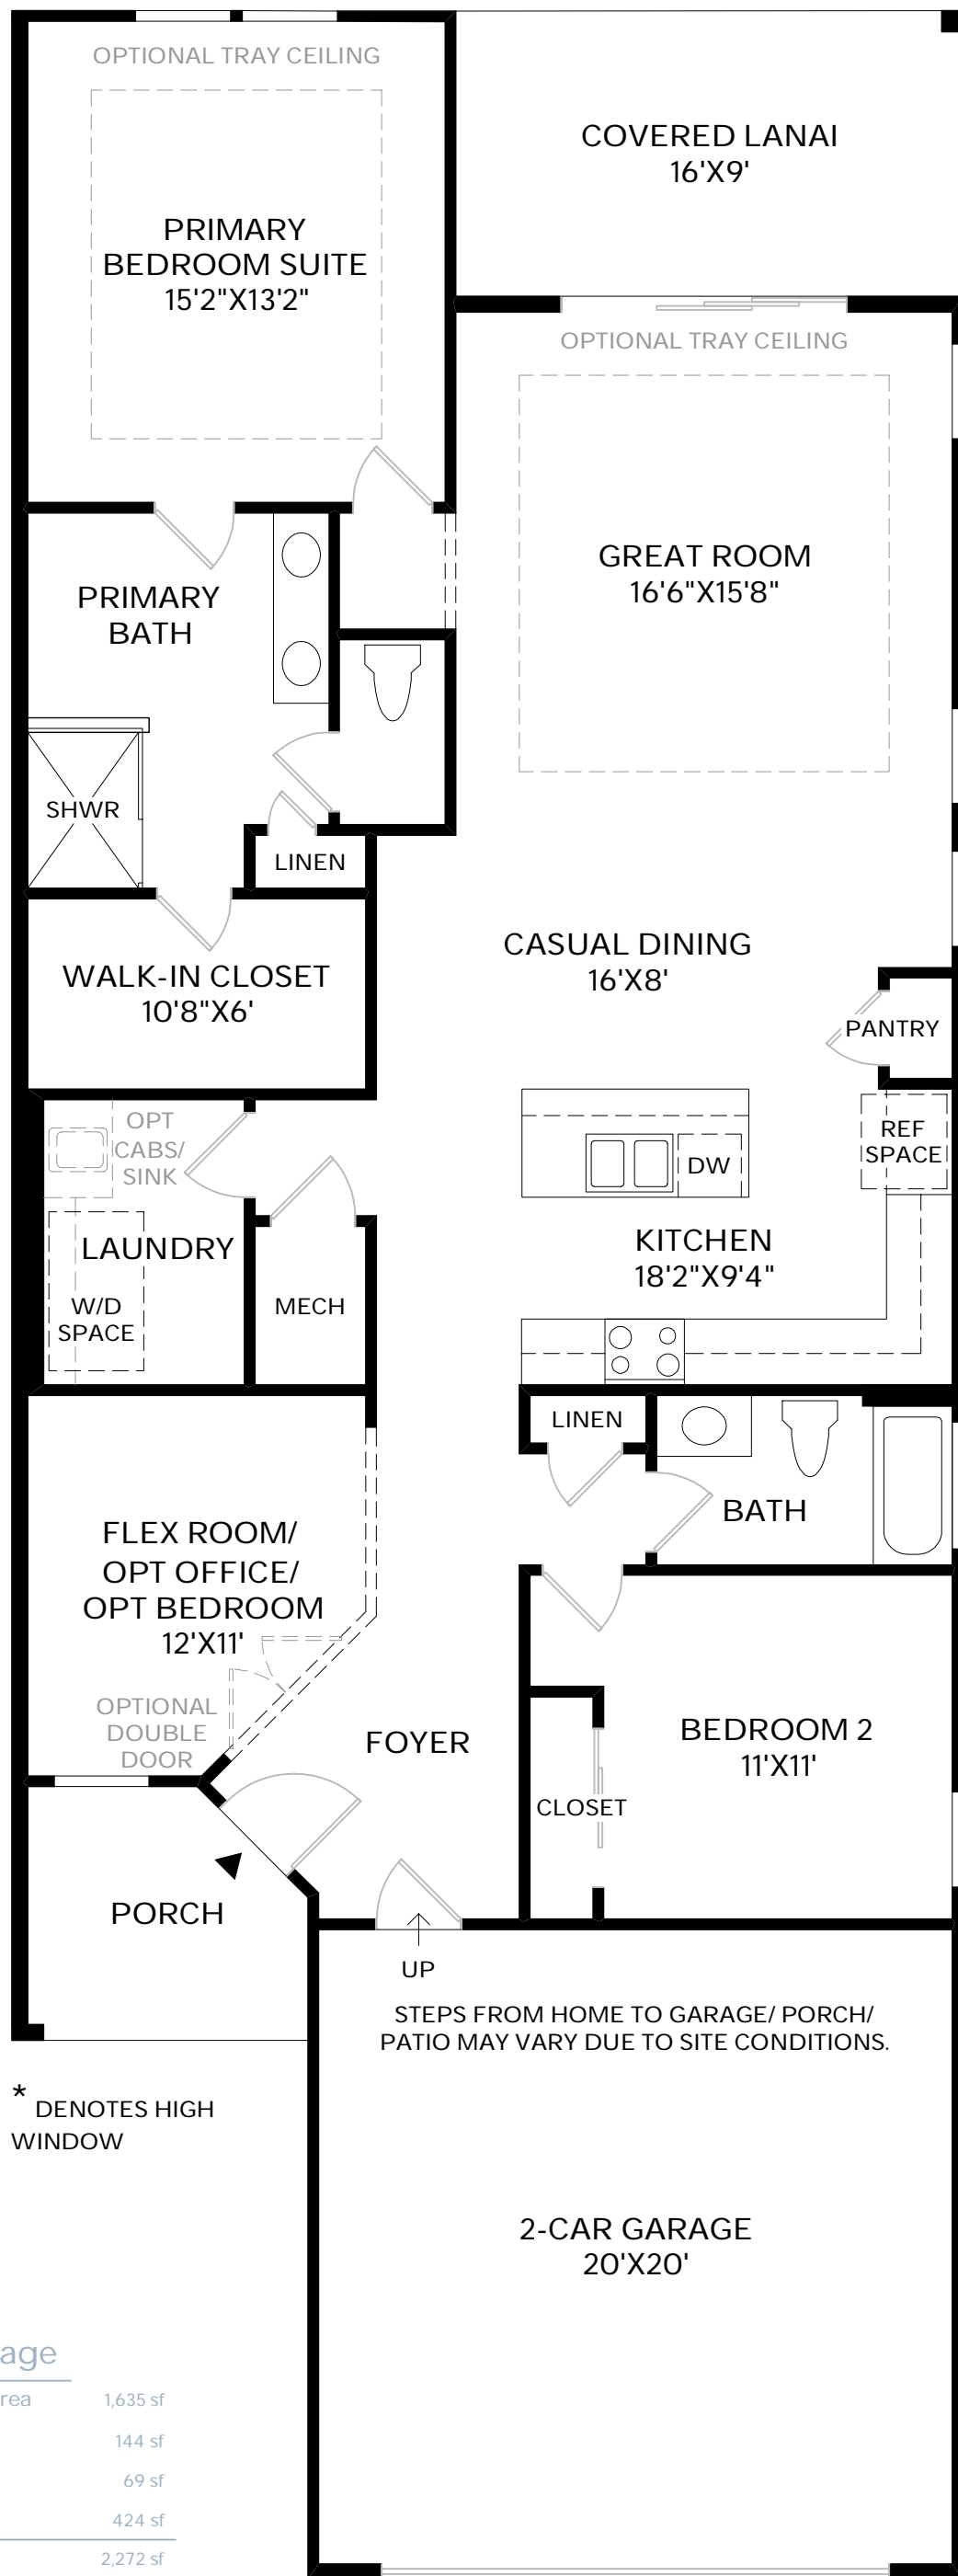 OPTIONAL TRAY CEILING
COVERED LANAI
16'X9'
PRIMARY
BEDROOM SUITE
15'2"X13'2"
OPTIONAL TRAY CEILING
GREAT ROOM
16'6"X15'8"
PRIMARY
BATH
SHWR
LINEN
CASUAL DINING
16'X8'
WALK-IN CLOSET
10'8"X6'
PANTRY
OPT
CABS/
SINK
REF
SPACE
DW
LAUNDRY
KITCHEN
18'2"X9'4"
W/D
SPACE
MECH
LINEN
BATH
FLEX ROOM/
OPT OFFICE/
OPT BEDROOM
12'X11'
OPTIONAL
DOUBLE
DOOR
FOYER
BEDROOM 2
11'X11'
CLOSET
PORCH
UP
STEPS FROM HOME TO GARAGE/ PORCH/
PATIO MAY VARY DUE TO SITE CONDITIONS.
* DENOTES HIGH
WINDOW
2-CAR GARAGE
20'X20'
age
rea 1,635 sf
144 sf
69 sf
424 sf
2,272 sf